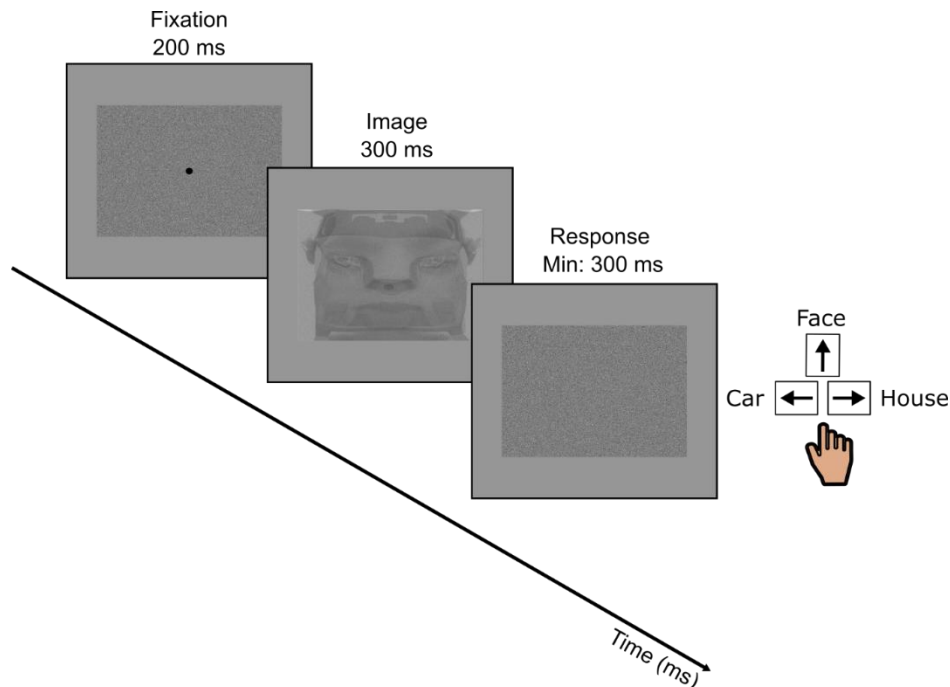 Fixation
200 ms
Image
300 ms
Response
Min: 300 ms
Face
Car
House
Time (ms)